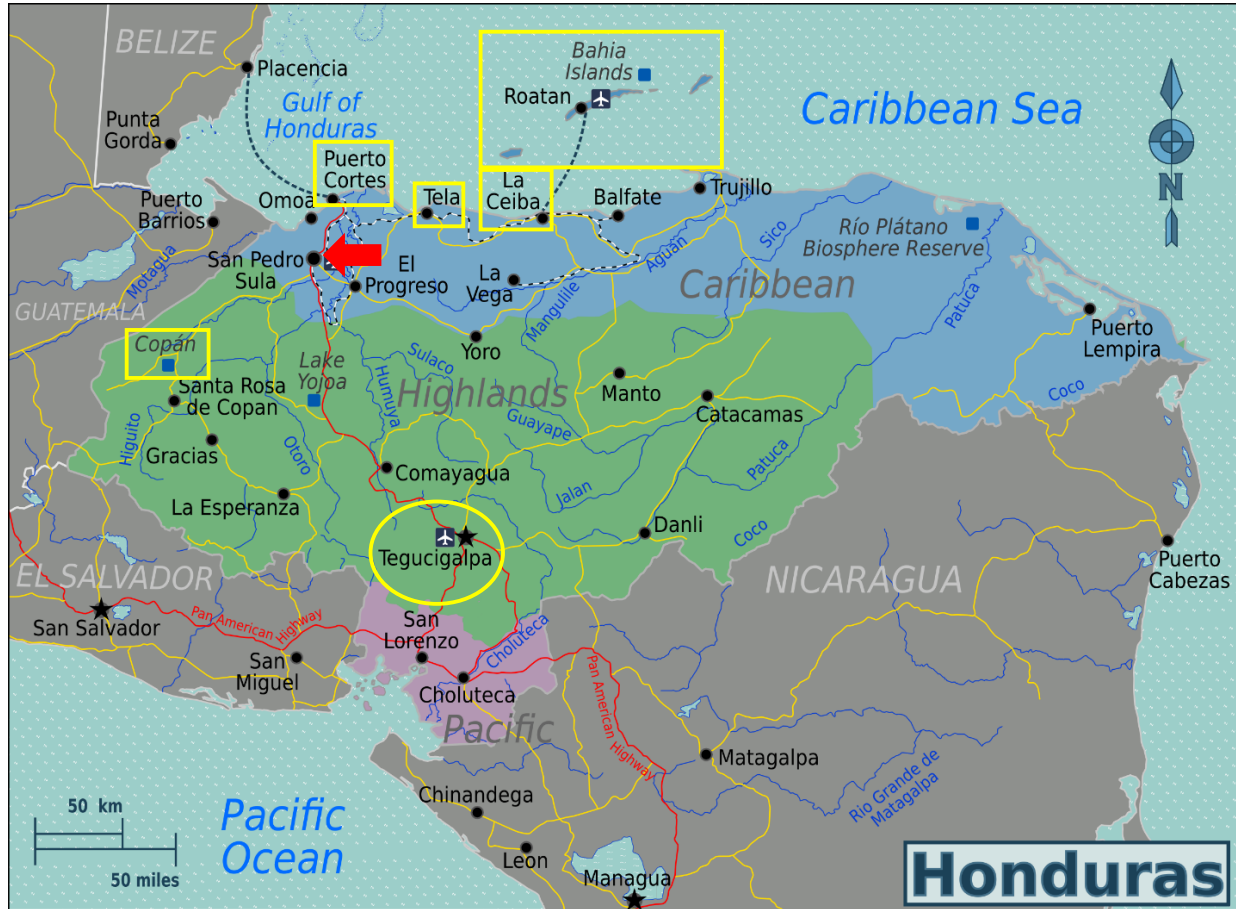 BELIZE
Placencia
Punta
Gorda
Gulf of
Honduras
Bahia
Islands
Roatan
Caribbean Sea
N
Puerto
Cortes
Puerto
Barrios
Omoa
Tela
La
Ceiba
Balfate
Trujillo
Río Plátano
Biosphere Reserve
Motagua
San Pedro
Sula
El
Progreso
La
Vega
Aguan
Sico
Mangulile
Caribbean
Patuca
GUATEMALA
Copán
Lake
Yojoa
Sulaco
Yoro
Puerto
Lempira
Santa Rosa
de Copan
Humuya
Highlands
Manto
Catacamas
Coco
Higuito
Gracias
Otoro
Guayape
Comayagua
Patuca
La Esperanza
Jalan
Tegucigalpa
Danli
Coco
EL SALVADOR
NICARAGUA
Puerto
Cabezas
San Salvador
Pan American Highway
San
Lorenzo
Choluteca
San
Miguel
Choluteca
Pan American Highway
Pacific
Matagalpa
Rio Grande de
Matagalpa
50 km
50 miles
Pacific
Ocean
Chinandega
Leon
Managua
Honduras